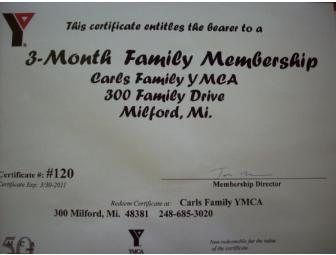 This certificate entitles the bearer to a
3-Month Family Membership
Carls Family YMCA
300 Family Drive
Milford, Mi.
Certificate #: #120
Certificate Exp: 3/30/2011
Membership Director
Redeem Certificate at: Carls Family YMCA
300 Milford, Mi. 48381 248-685-3020
YMCA
Non-redeemable for the value
of the certificate